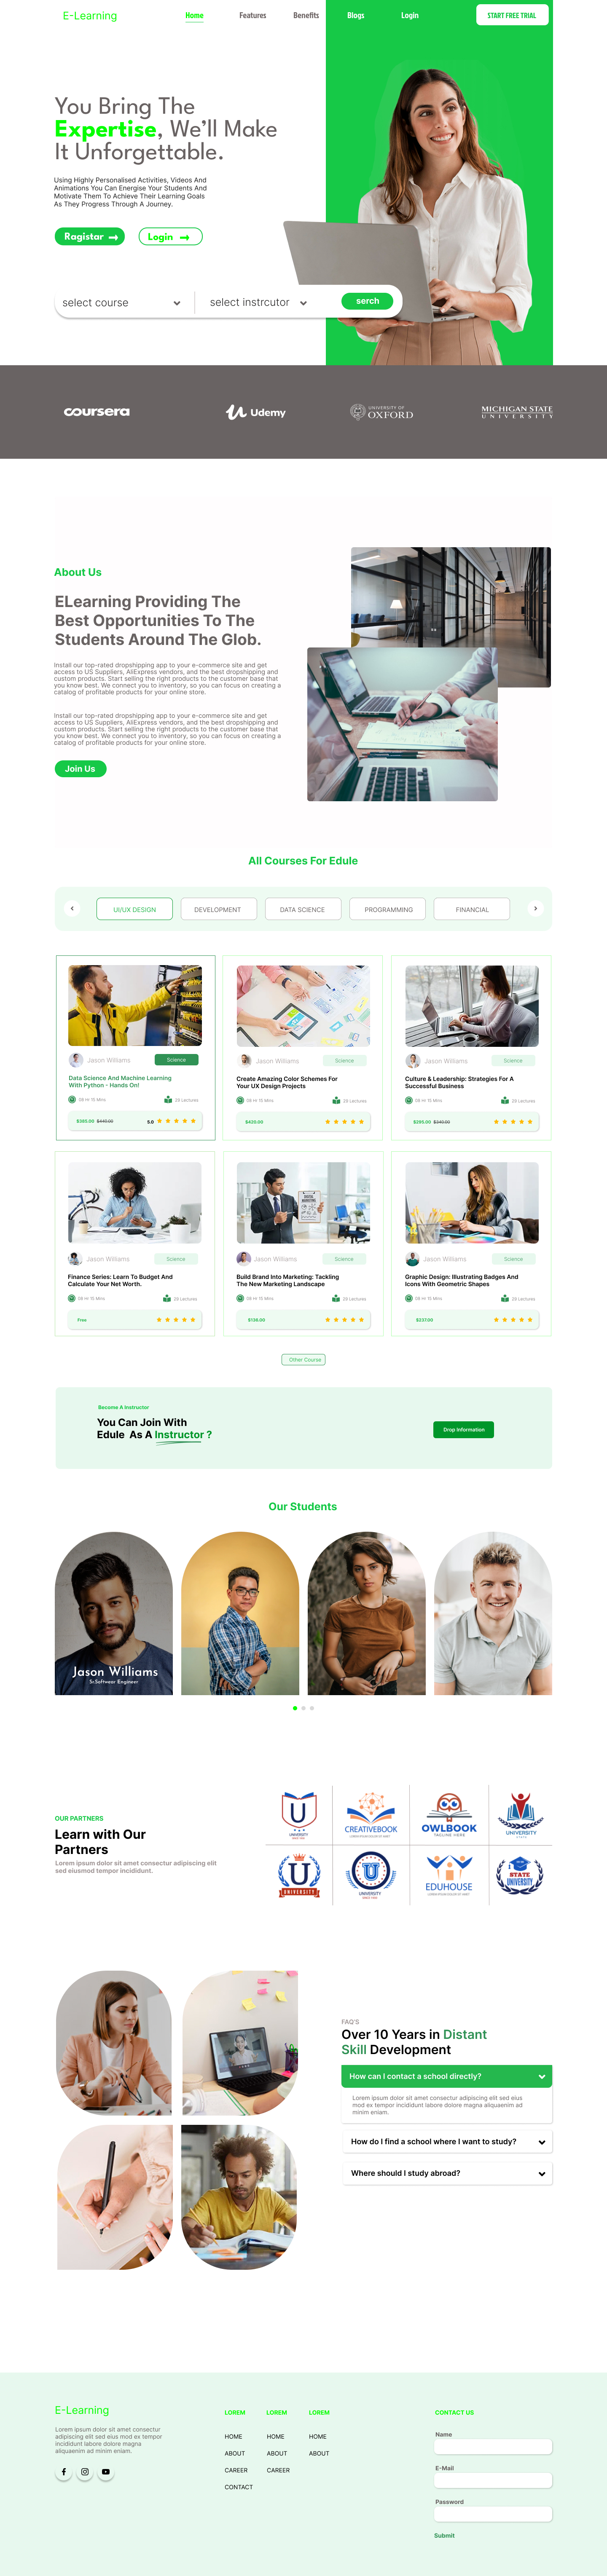 E-Learning
Home
Features
Benefits
Blogs
Login
START FREE TRIAL
You Bring The
Expertise, We'll Make
It Unforgettable.
Using Highly Personalised Activities, Videos And
Animations You Can Energise Your Students And
Motivate Them To Achieve Their Learning Goals
As They Progress Through A Journey.
Ragistar
Login
select course
select instrcutor
serch
coursera
Udemy
UNIVERSITY OF
OXFORD
MICHIGAN STATE
UNIVERSITY
About Us
ELearning Providing The
Best Opportunities To The
Students Around The Glob.
Install our top-rated dropshipping app to your e-commerce site and get
access to US Suppliers, AliExpress vendors, and the best dropshipping and
custom products. Start selling the right products to the customer base that
you know best. We connect you to inventory, so you can focus on creating a
catalog of profitable products for your online store.
Install our top-rated dropshipping app to your e-commerce site and get
access to US Suppliers, AliExpress vendors, and the best dropshipping and
custom products. Start selling the right products to the customer base that
you know best. We connect you to inventory, so you can focus on creating a
catalog of profitable products for your online store.
Join Us
All Courses For Edule
UI/UX DESIGN
DEVELOPMENT
DATA SCIENCE
PROGRAMMING
FINANCIAL
Jason Williams
Science
Data Science And Machine Learning
With Python - Hands On!
08 Hr 15 Mins
29 Lectures
$385.00 $440.00
5.0
Jason Williams
Science
Create Amazing Color Schemes For
Your UX Design Projects
08 Hr 15 Mins
29 Lectures
$420.00
Jason Williams
Science
Culture & Leadership: Strategies For A
Successful Business
08 Hr 15 Mins
29 Lectures
$295.00 $340.00
Jason Williams
Science
Finance Series: Learn To Budget And
Calculate Your Net Worth.
08 Hr 15 Mins
29 Lectures
Free
DIGITAL
MARKETING
Jason Williams
Science
Build Brand Into Marketing: Tackling
The New Marketing Landscape
08 Hr 15 Mins
29 Lectures
$136.00
Jason Williams
Science
Graphic Design: Illustrating Badges And
Icons With Geometric Shapes
08 Hr 15 Mins
29 Lectures
$237.00
Other Course
Become A Instructor
You Can Join With
Edule As A Instructor ?
Drop Information
Our Students
Jason Williams
Sr.Softwear Engineer
OUR PARTNERS
Learn with Our
Partners
Lorem ipsum dolor sit amet consectur adipiscing elit
sed eiusmod tempor incididunt.
U
UNIVERSITY
CREATIVEBOOK
OWLBOOK
TAGLINE HERE
UNIVERSITY
U
UNIVERSITY
U
UNIVERSITY
EDUHOUSE
STATE
UNIVERSITY
FAQ'S
Over 10 Years in Distant
Skill Development
How can I contact a school directly?
Lorem ipsum dolor sit amet consectur adipiscing elit sed eius
mod ex tempor incididunt labore dolore magna aliquaenim ad
minim eniam.
How do I find a school where I want to study?
Where should I study abroad?
E-Learning
Lorem ipsum dolor sit amet consectur
adipiscing elit sed eius mod ex tempor
incididunt labore dolore magna
aliquaenim ad minim eniam.
LOREM
HOME
ABOUT
CAREER
CONTACT
LOREM
HOME
ABOUT
CAREER
LOREM
HOME
ABOUT
CONTACT US
Name
E-Mail
Password
Submit